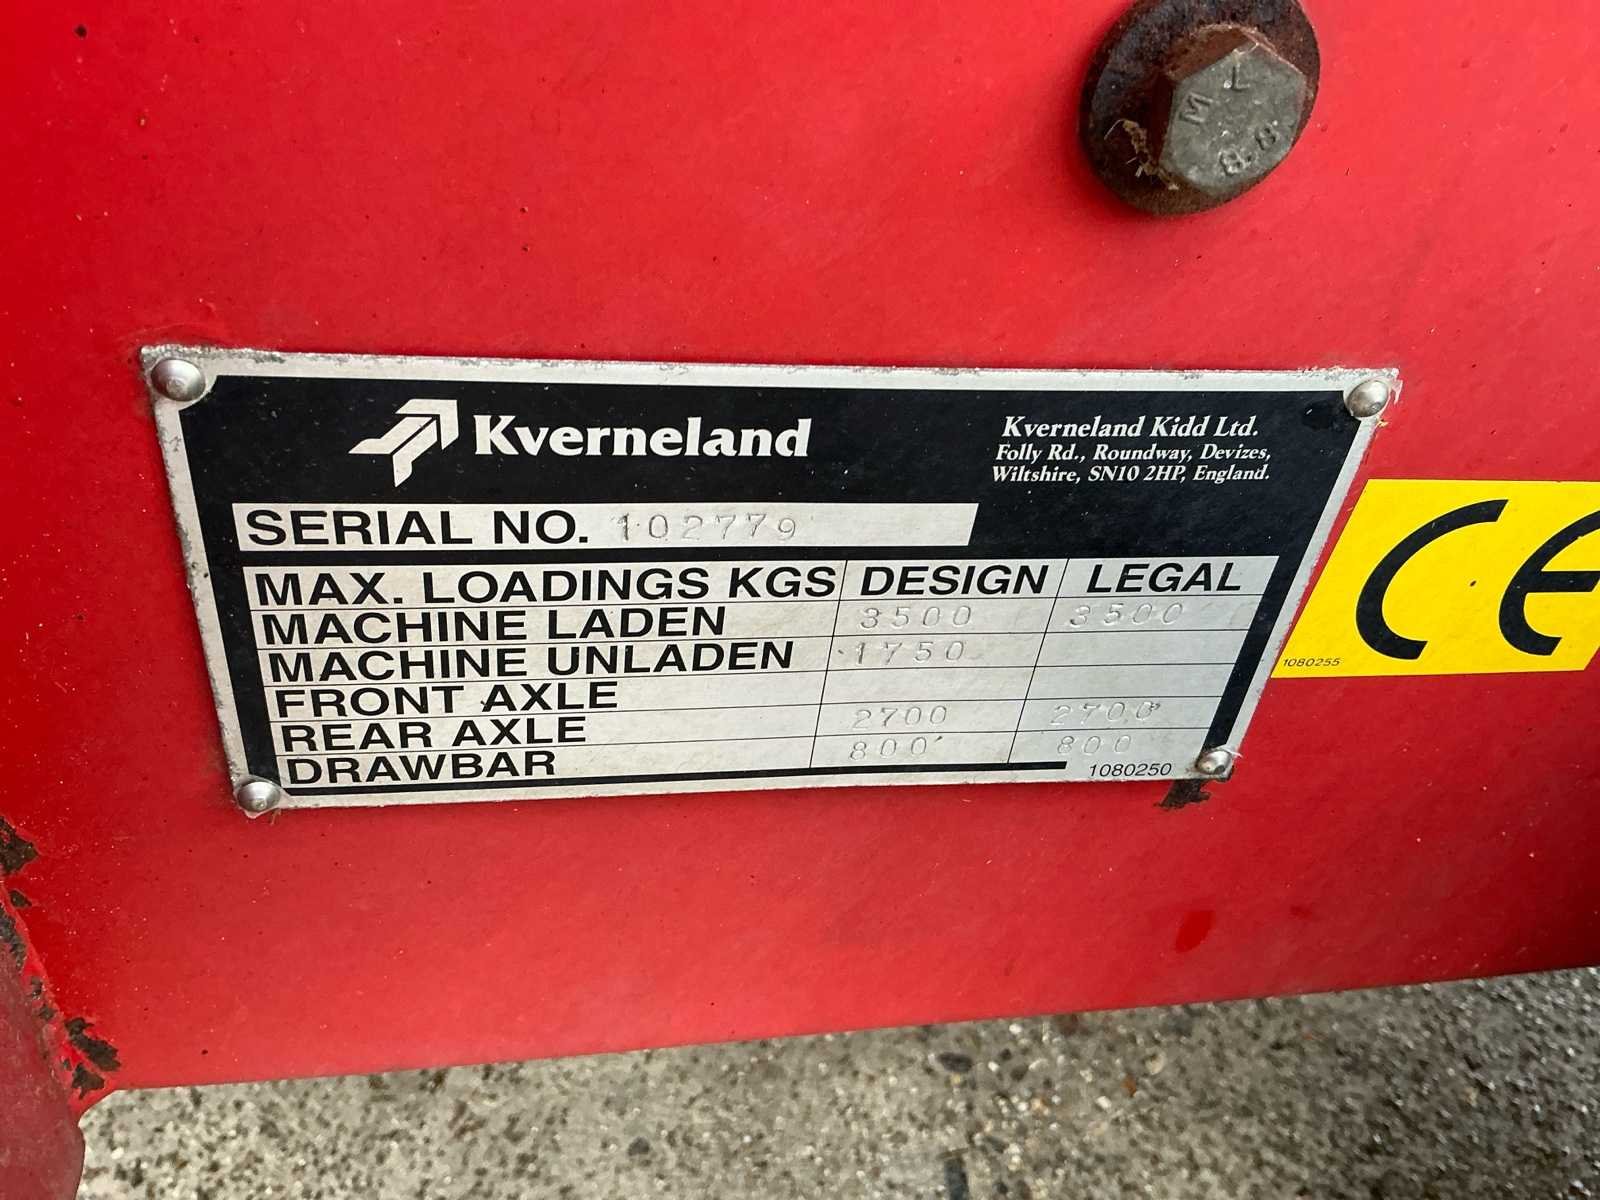 M L
8.8
Kverneland
Kverneland Kidd Ltd.
Folly Rd., Roundway, Devizes,
Wiltshire, SN10 2HP, England.
SERIAL NO. 102779
MAX. LOADINGS KGS DESIGN LEGAL
MACHINE LADEN 3500 3500
MACHINE UNLADEN 1750
FRONT AXLE
REAR AXLE 2700 2700
DRAWBAR 800 800
1080250
CE
1080255